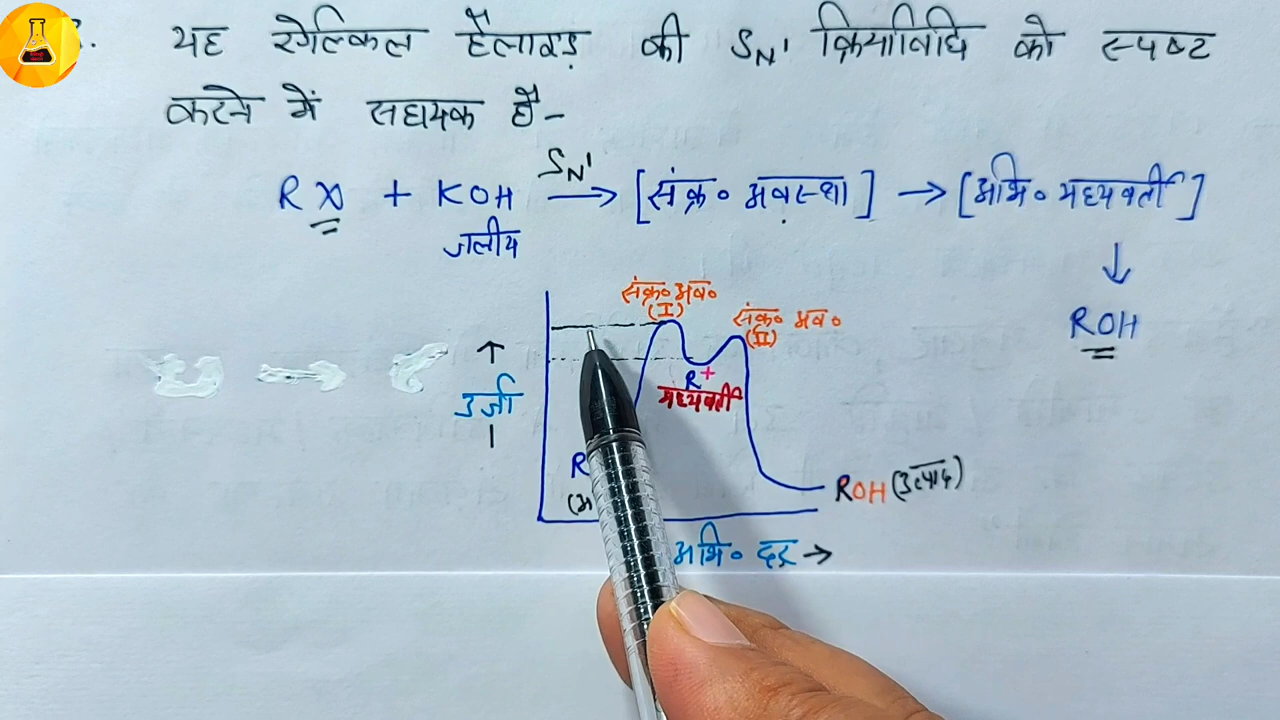 यह ऐल्किल हैलाइड की SN1 क्रियाविधि को स्पष्ट
करने में सहायक है-
RX + KOH SN1 → [संक्र० अवस्था] → [अभि० मध्यवर्ती]
जलीय
↓
ROH
संक्र० अव० (I)
संक्र० अव० (II)
R+
मध्यवर्ती
↑
ऊर्जा
R
ROH (उत्पाद)
अभि० दर →